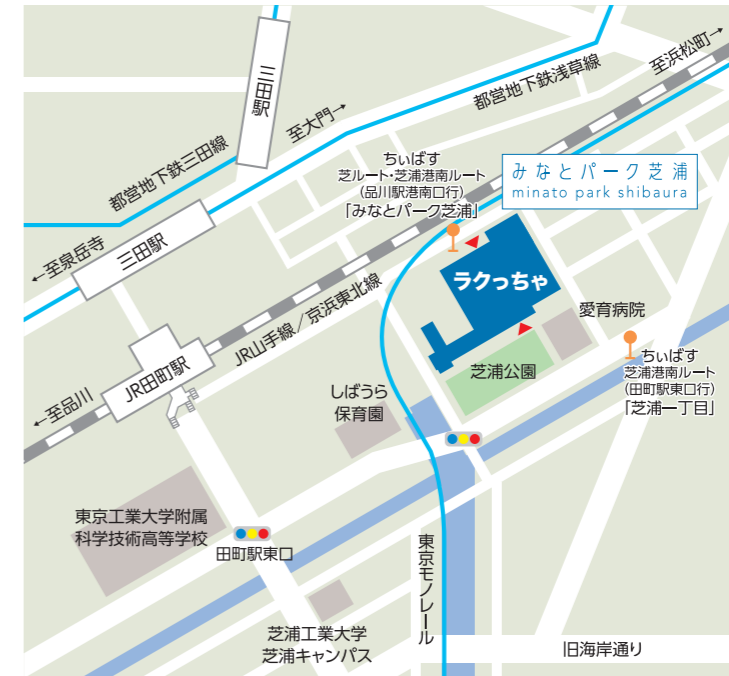 三田駅
至浜松町→
都営地下鉄浅草線
至大門→
都営地下鉄三田線
ちぃばす
芝ルート・芝浦港南ルート
(品川駅港南口行)
「みなとパーク芝浦」
みなとパーク芝浦
minato park shibaura
←至泉岳寺
三田駅
ラクっちゃ
JR山手線/京浜東北線
愛育病院
←至品川
JR田町駅
芝浦公園
ちぃばす
芝浦港南ルート
(田町駅東口行)
「芝浦一丁目」
しばうら
保育園
東京工業大学附属
科学技術高等学校
田町駅東口
東京モノレール
芝浦工業大学
芝浦キャンパス
旧海岸通り